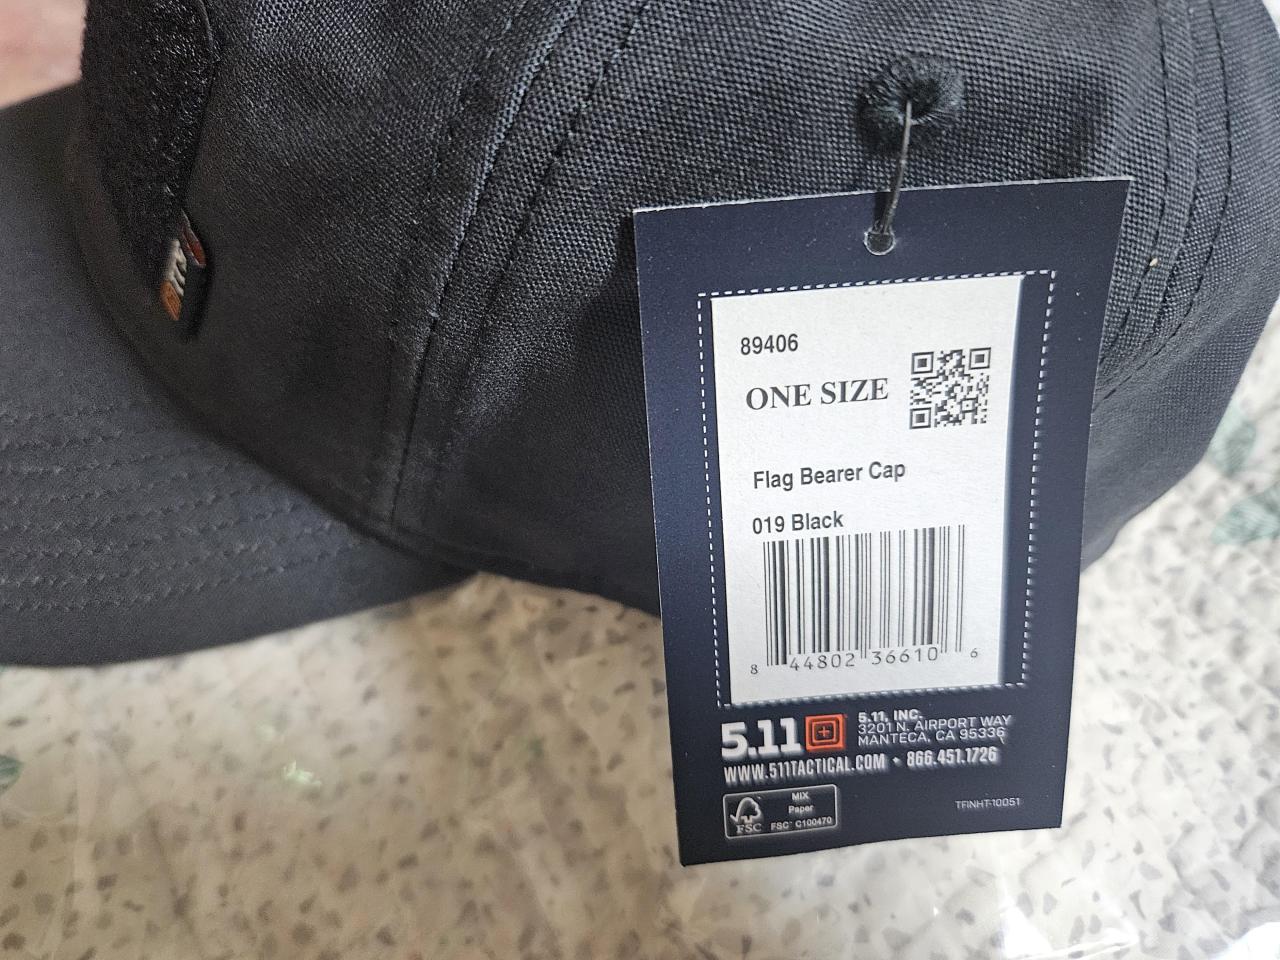 89406
ONE SIZE
Flag Bearer Cap
019 Black
8 44802 36610 6
5.11
5.11, INC.
3201 N. AIRPORT WAY
MANTECA, CA 95336
WWW.511TACTICAL.COM • 866.451.1726
MIX
Paper
FSC FSC™ C100470
TFINHT-10051